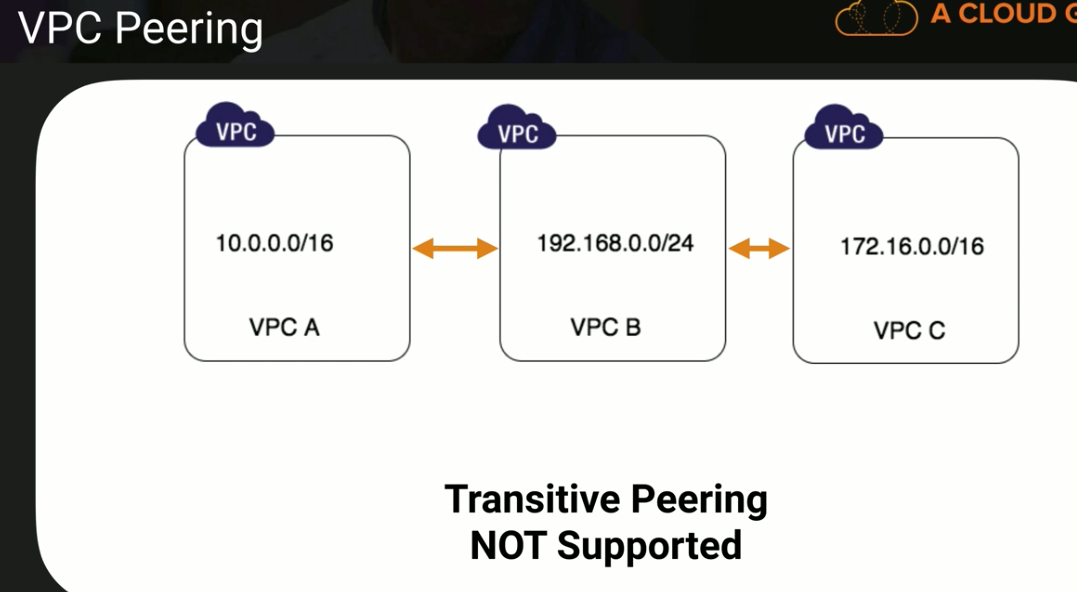 VPC Peering
A CLOUD G
VPC
VPC
VPC
10.0.0.0/16
192.168.0.0/24
172.16.0.0/16
VPC A
VPC B
VPC C
Transitive Peering
NOT Supported